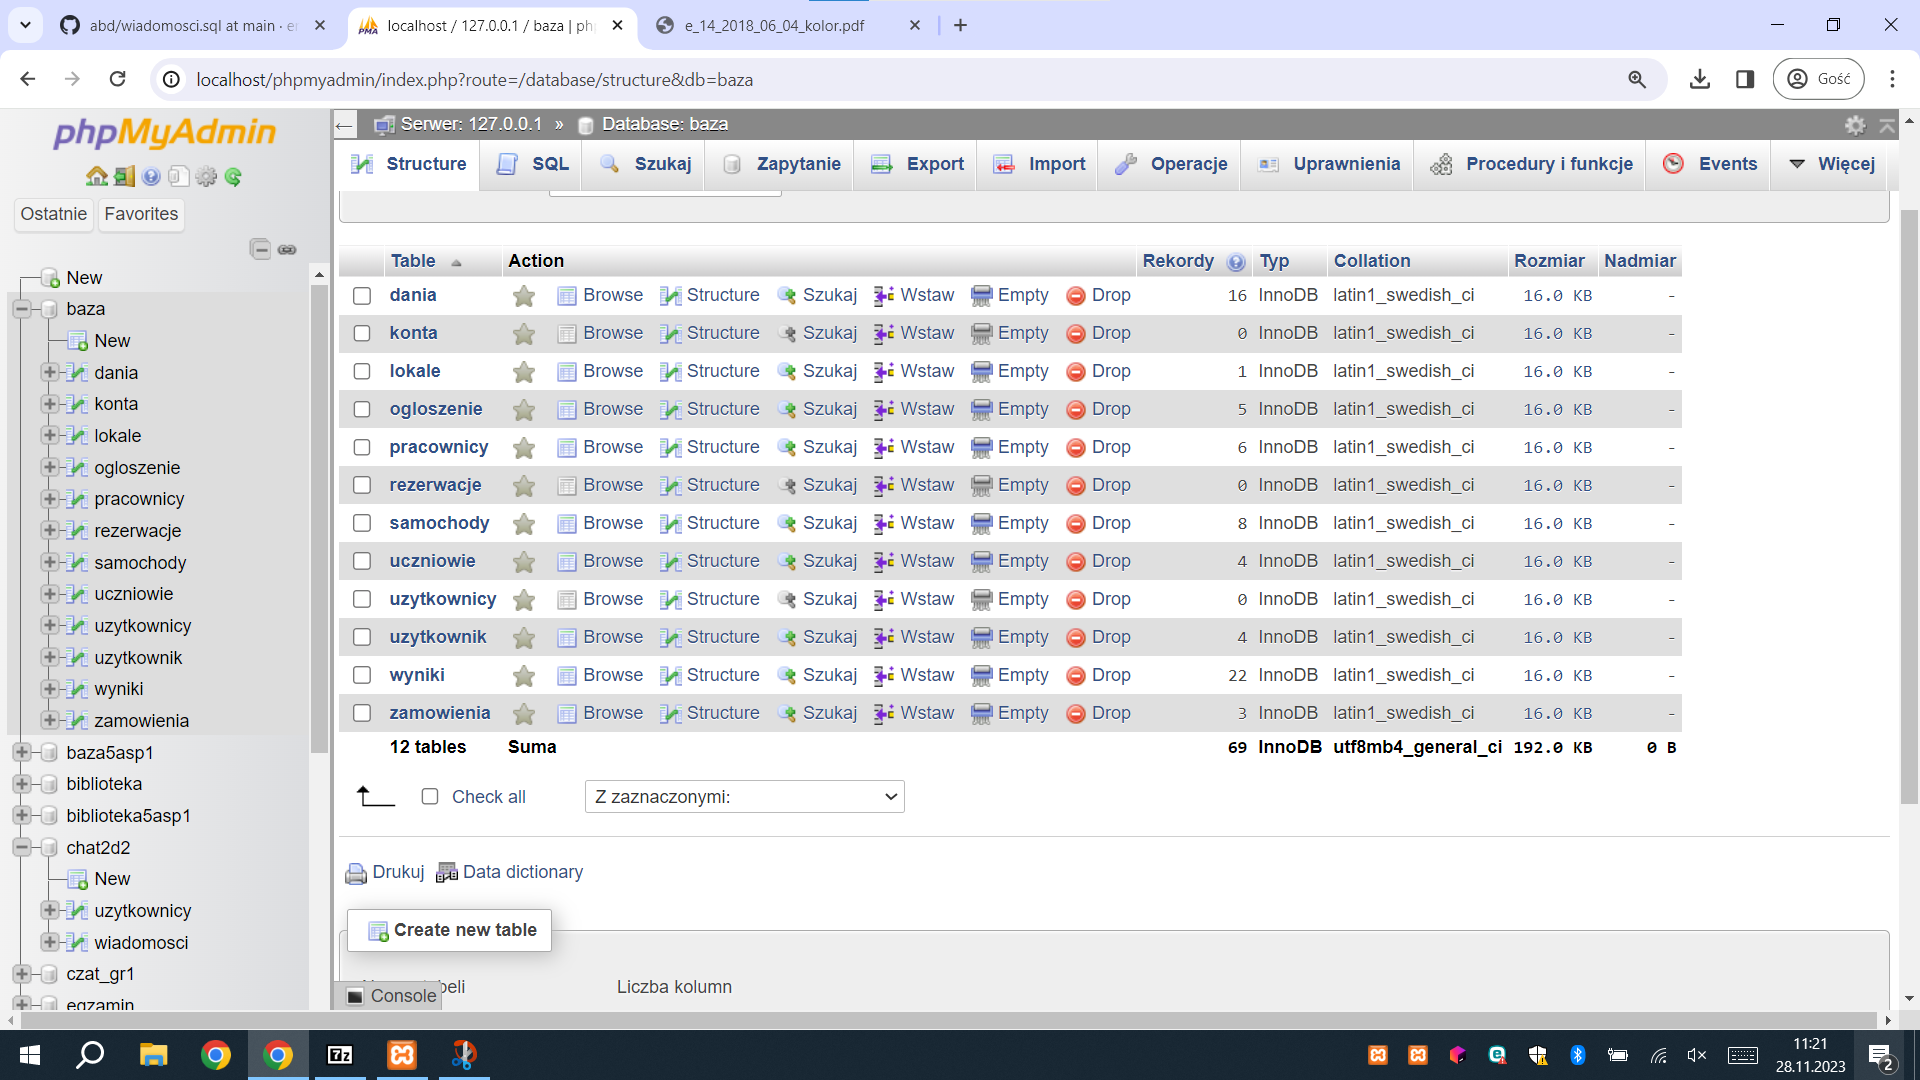 abd/wiadomosci.sql at main · er
localhost / 127.0.0.1 / baza | php
e_14_2018_06_04_kolor.pdf
localhost/phpmyadmin/index.php?route=/database/structure&db=baza
Gość
phpMyAdmin
Ostatnie
Favorites
New
baza
New
dania
konta
lokale
ogloszenie
pracownicy
rezerwacje
samochody
uczniowie
uzytkownicy
uzytkownik
wyniki
zamowienia
baza5asp1
biblioteka
biblioteka5asp1
chat2d2
New
uzytkownicy
wiadomosci
czat_gr1
egzamin
Serwer: 127.0.0.1 » Database: baza
Structure SQL Szukaj Zapytanie Export Import Operacje Uprawnienia Procedury i funkcje Events Więcej
Table Action Rekordy Typ Collation Rozmiar Nadmiar
dania Browse Structure Szukaj Wstaw Empty Drop 16 InnoDB latin1_swedish_ci 16.0 KB -
konta Browse Structure Szukaj Wstaw Empty Drop 0 InnoDB latin1_swedish_ci 16.0 KB -
lokale Browse Structure Szukaj Wstaw Empty Drop 1 InnoDB latin1_swedish_ci 16.0 KB -
ogloszenie Browse Structure Szukaj Wstaw Empty Drop 5 InnoDB latin1_swedish_ci 16.0 KB -
pracownicy Browse Structure Szukaj Wstaw Empty Drop 6 InnoDB latin1_swedish_ci 16.0 KB -
rezerwacje Browse Structure Szukaj Wstaw Empty Drop 0 InnoDB latin1_swedish_ci 16.0 KB -
samochody Browse Structure Szukaj Wstaw Empty Drop 8 InnoDB latin1_swedish_ci 16.0 KB -
uczniowie Browse Structure Szukaj Wstaw Empty Drop 4 InnoDB latin1_swedish_ci 16.0 KB -
uzytkownicy Browse Structure Szukaj Wstaw Empty Drop 0 InnoDB latin1_swedish_ci 16.0 KB -
uzytkownik Browse Structure Szukaj Wstaw Empty Drop 4 InnoDB latin1_swedish_ci 16.0 KB -
wyniki Browse Structure Szukaj Wstaw Empty Drop 22 InnoDB latin1_swedish_ci 16.0 KB -
zamowienia Browse Structure Szukaj Wstaw Empty Drop 3 InnoDB latin1_swedish_ci 16.0 KB -
12 tables Suma 69 InnoDB utf8mb4_general_ci 192.0 KB 0 B
Check all
Z zaznaczonymi:
Drukuj Data dictionary
Create new table
Liczba kolumn
Console
11:21
28.11.2023
2